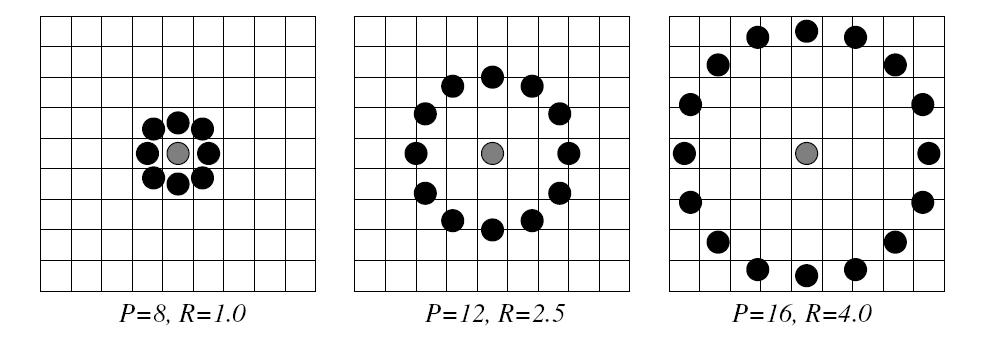 P=8, R=1.0
P=12, R=2.5
P=16, R=4.0